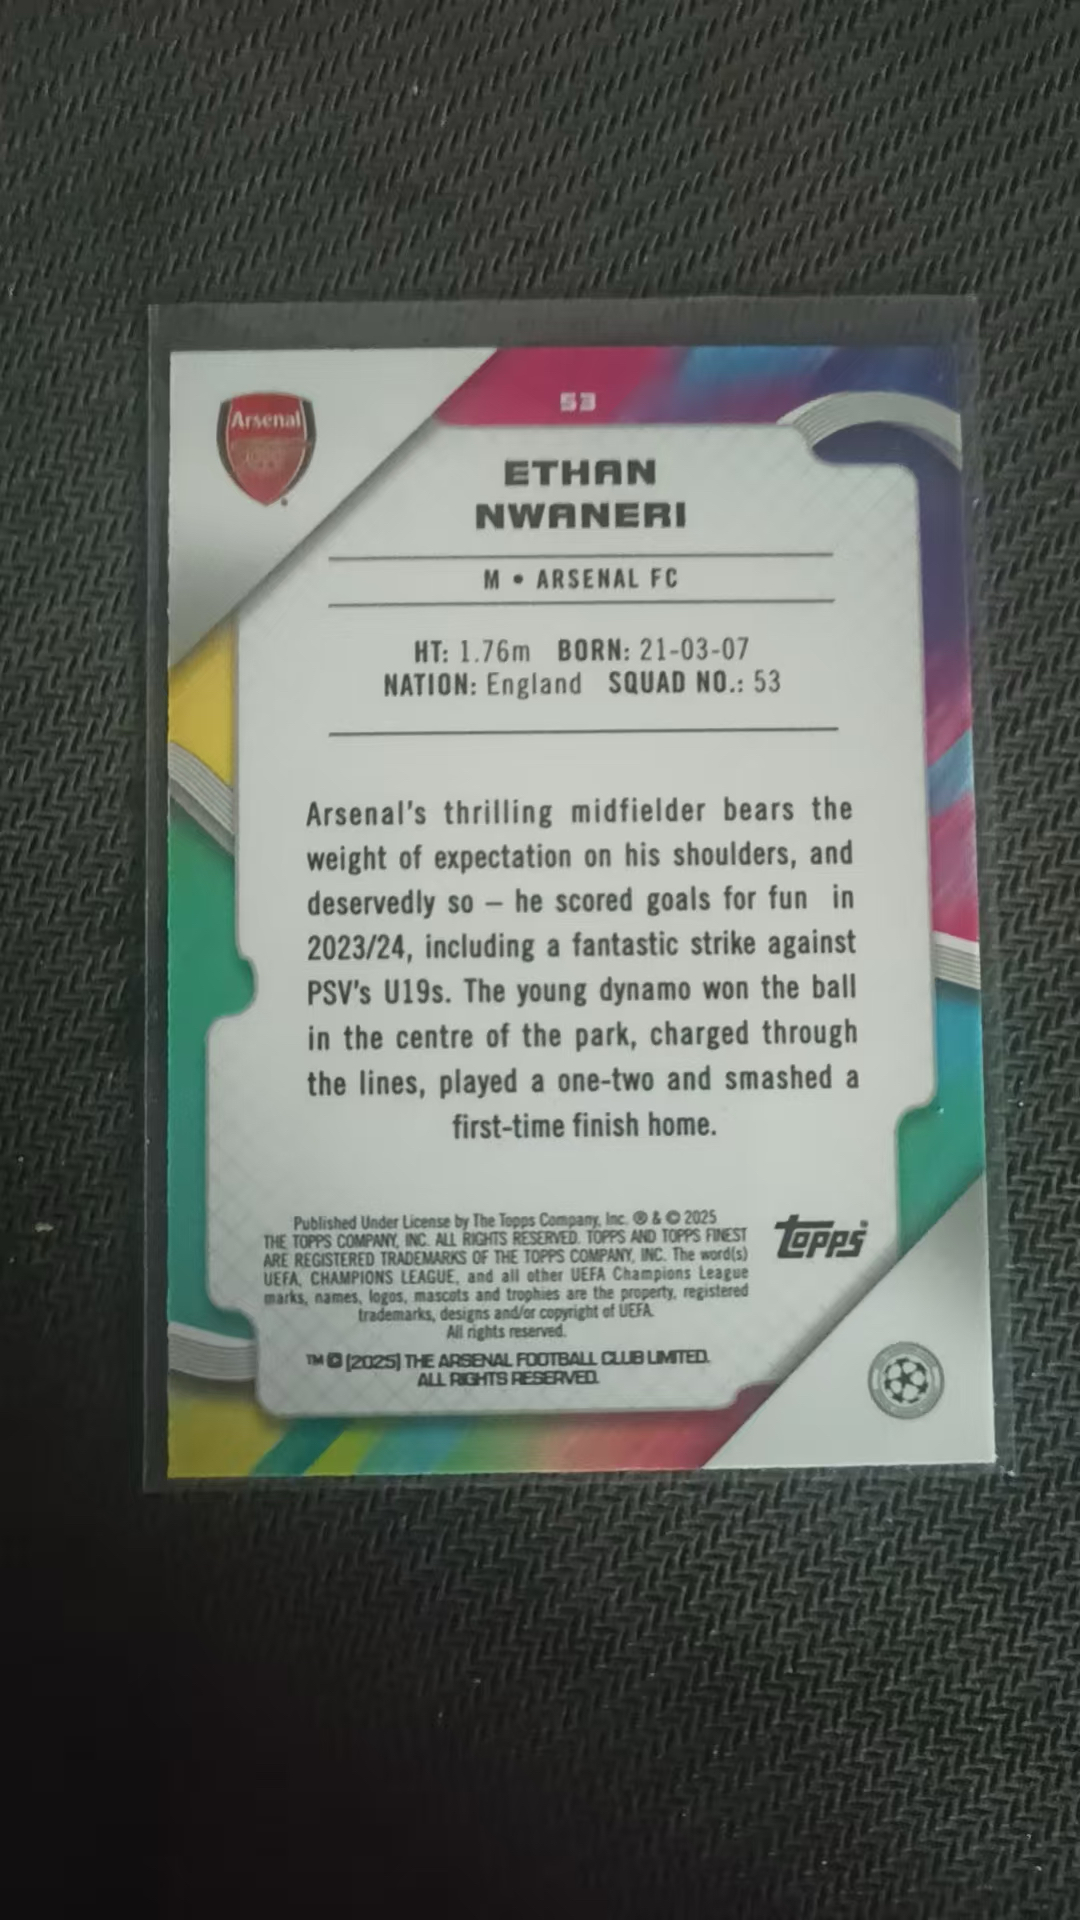 53
Arsenal
ETHAN
NWANERI
M • ARSENAL FC
HT: 1.76m BORN: 21-03-07
NATION: England SQUAD NO.: 53
Arsenal's thrilling midfielder bears the
weight of expectation on his shoulders, and
deservedly so – he scored goals for fun in
2023/24, including a fantastic strike against
PSV's U19s. The young dynamo won the ball
in the centre of the park, charged through
the lines, played a one-two and smashed a
first-time finish home.
Published Under License by The Topps Company, Inc. ® & © 2025
THE TOPPS COMPANY, INC. ALL RIGHTS RESERVED. TOPPS AND TOPPS FINEST
ARE REGISTERED TRADEMARKS OF THE TOPPS COMPANY, INC. The word(s)
UEFA, CHAMPIONS LEAGUE, and all other UEFA Champions League
marks, names, logos, mascots and trophies are the property, registered
trademarks, designs and/or copyright of UEFA.
All rights reserved.
™ © [2025] THE ARSENAL FOOTBALL CLUB LIMITED.
ALL RIGHTS RESERVED.
Topps®